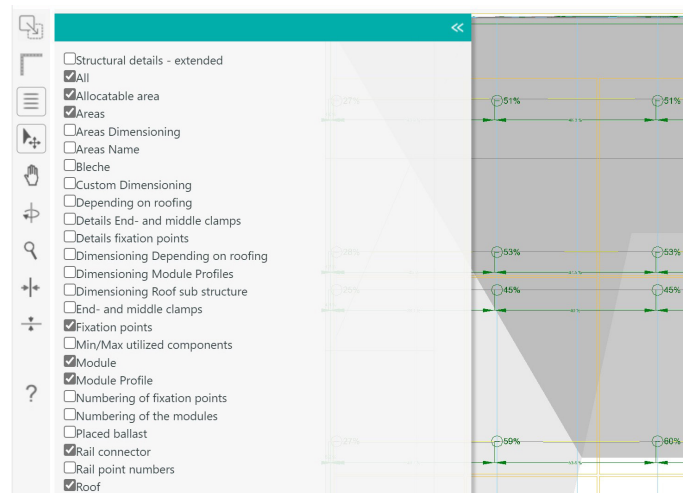 «
Structural details - extended
All
Allocatable area
Areas
Areas Dimensioning
Areas Name
Bleche
Custom Dimensioning
Depending on roofing
Details End- and middle clamps
Details fixation points
Dimensioning Depending on roofing
Dimensioning Module Profiles
Dimensioning Roof sub structure
End- and middle clamps
Fixation points
Min/Max utilized components
Module
Module Profile
Numbering of fixation points
Numbering of the modules
Placed ballast
Rail connector
Rail point numbers
Roof
?
27% 51% 51%
53% 53%
45% 45%
27% 59% 60%